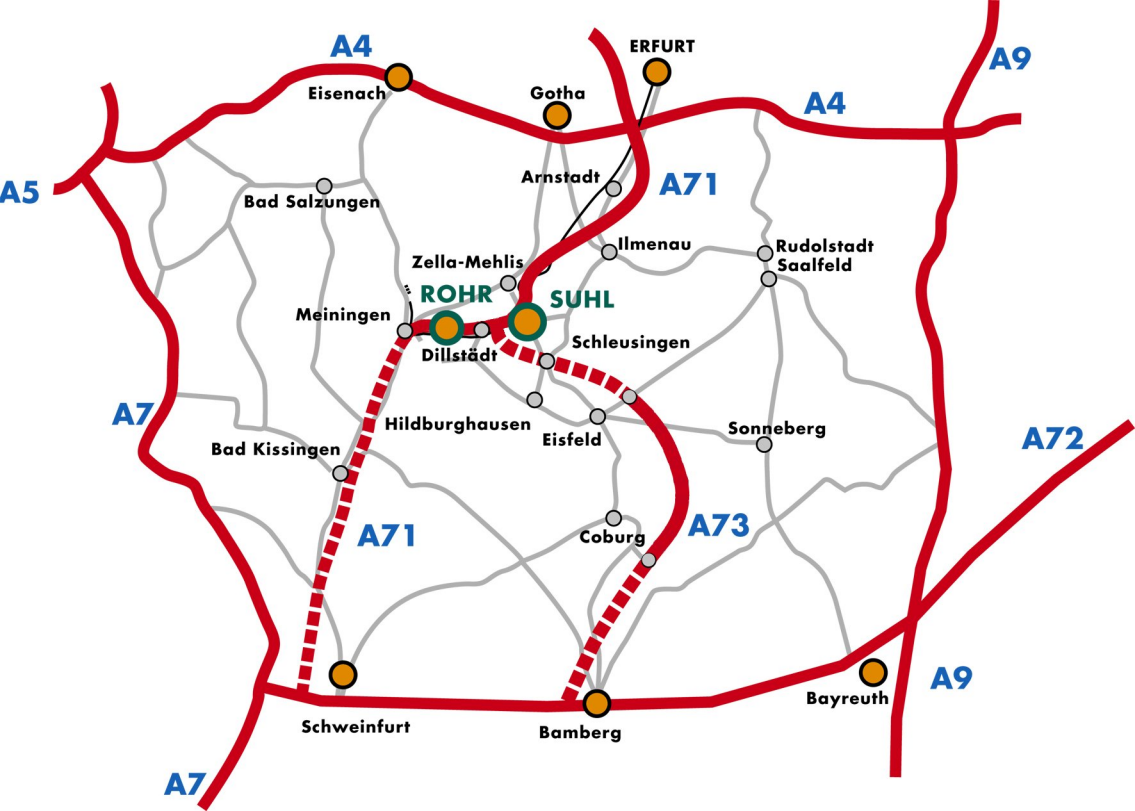 A4
ERFURT
A9
Eisenach
Gotha
A4
A5
Arnstadt
A71
Bad Salzungen
Ilmenau
Rudolstadt
Saalfeld
Zella-Mehlis
ROHR
SUHL
Meiningen
Dillstädt
Schleusingen
A7
Hildburghausen
Eisfeld
Sonneberg
A72
Bad Kissingen
A71
Coburg
A73
A9
Bayreuth
Schweinfurt
Bamberg
A7